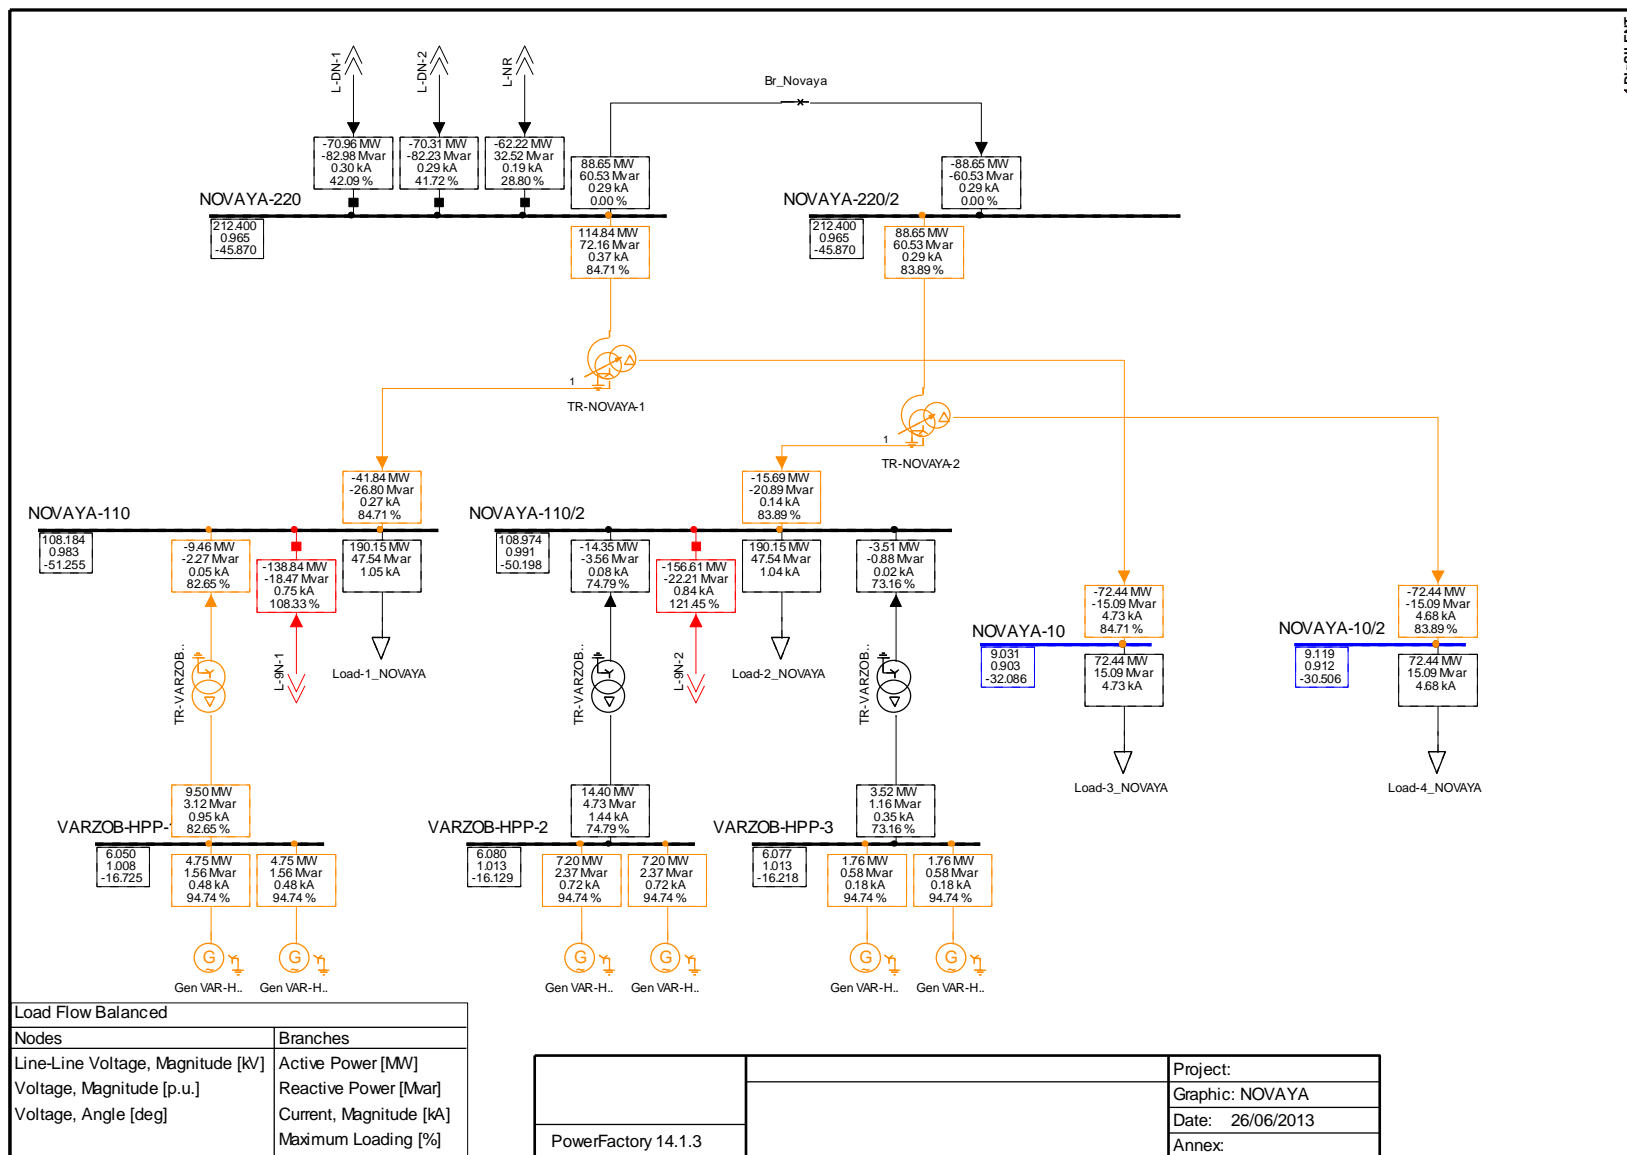 L-DN-1
L-DN-2
L-NR
Br_Novaya
-70.96 MW
-82.98 Mvar
0.30 kA
42.09 %
-70.31 MW
-82.23 Mvar
0.29 kA
41.72 %
-62.22 MW
32.52 Mvar
0.19 kA
28.80 %
88.65 MW
60.53 Mvar
0.29 kA
0.00 %
-88.65 MW
-60.53 Mvar
0.29 kA
0.00 %
NOVAYA-220
NOVAYA-220/2
212.400
0.965
-45.870
114.84 MW
72.16 Mvar
0.37 kA
84.71 %
212.400
0.965
-45.870
88.65 MW
60.53 Mvar
0.29 kA
83.89 %
1
TR-NOVAYA-1
1
TR-NOVAYA-2
-41.84 MW
-26.80 Mvar
0.27 kA
84.71 %
-15.69 MW
-20.89 Mvar
0.14 kA
83.89 %
NOVAYA-110
NOVAYA-110/2
108.184
0.983
-51.255
-9.46 MW
-2.27 Mvar
0.05 kA
82.65 %
-138.84 MW
-18.47 Mvar
0.75 kA
108.33 %
190.15 MW
47.54 Mvar
1.05 kA
108.974
0.991
-50.198
-14.35 MW
-3.56 Mvar
0.08 kA
74.79 %
-156.61 MW
-22.21 Mvar
0.84 kA
121.45 %
190.15 MW
47.54 Mvar
1.04 kA
-3.51 MW
-0.88 Mvar
0.02 kA
73.16 %
-72.44 MW
-15.09 Mvar
4.73 kA
84.71 %
-72.44 MW
-15.09 Mvar
4.68 kA
83.89 %
NOVAYA-10
NOVAYA-10/2
9.031
0.903
-32.086
72.44 MW
15.09 Mvar
4.73 kA
9.119
0.912
-30.506
72.44 MW
15.09 Mvar
4.68 kA
TR-VARZOB..
L-9N-1
Load-1_NOVAYA
TR-VARZOB..
L-9N-2
Load-2_NOVAYA
TR-VARZOB..
Load-3_NOVAYA
Load-4_NOVAYA
9.50 MW
3.12 Mvar
0.95 kA
82.65 %
14.40 MW
4.73 Mvar
1.44 kA
74.79 %
3.52 MW
1.16 Mvar
0.35 kA
73.16 %
VARZOB-HPP-1
VARZOB-HPP-2
VARZOB-HPP-3
6.050
1.008
-16.725
4.75 MW
1.56 Mvar
0.48 kA
94.74 %
4.75 MW
1.56 Mvar
0.48 kA
94.74 %
6.080
1.013
-16.129
7.20 MW
2.37 Mvar
0.72 kA
94.74 %
7.20 MW
2.37 Mvar
0.72 kA
94.74 %
6.077
1.013
-16.218
1.76 MW
0.58 Mvar
0.18 kA
94.74 %
1.76 MW
0.58 Mvar
0.18 kA
94.74 %
G
G
G
G
G
G
Gen VAR-H..
Gen VAR-H..
Gen VAR-H..
Gen VAR-H..
Gen VAR-H..
Gen VAR-H..
Load Flow Balanced
Nodes
Branches
Line-Line Voltage, Magnitude [kV]
Active Power [MW]
Voltage, Magnitude [p.u.]
Reactive Power [Mvar]
Voltage, Angle [deg]
Current, Magnitude [kA]
Maximum Loading [%]
PowerFactory 14.1.3
Project:
Graphic: NOVAYA
Date: 26/06/2013
Annex: